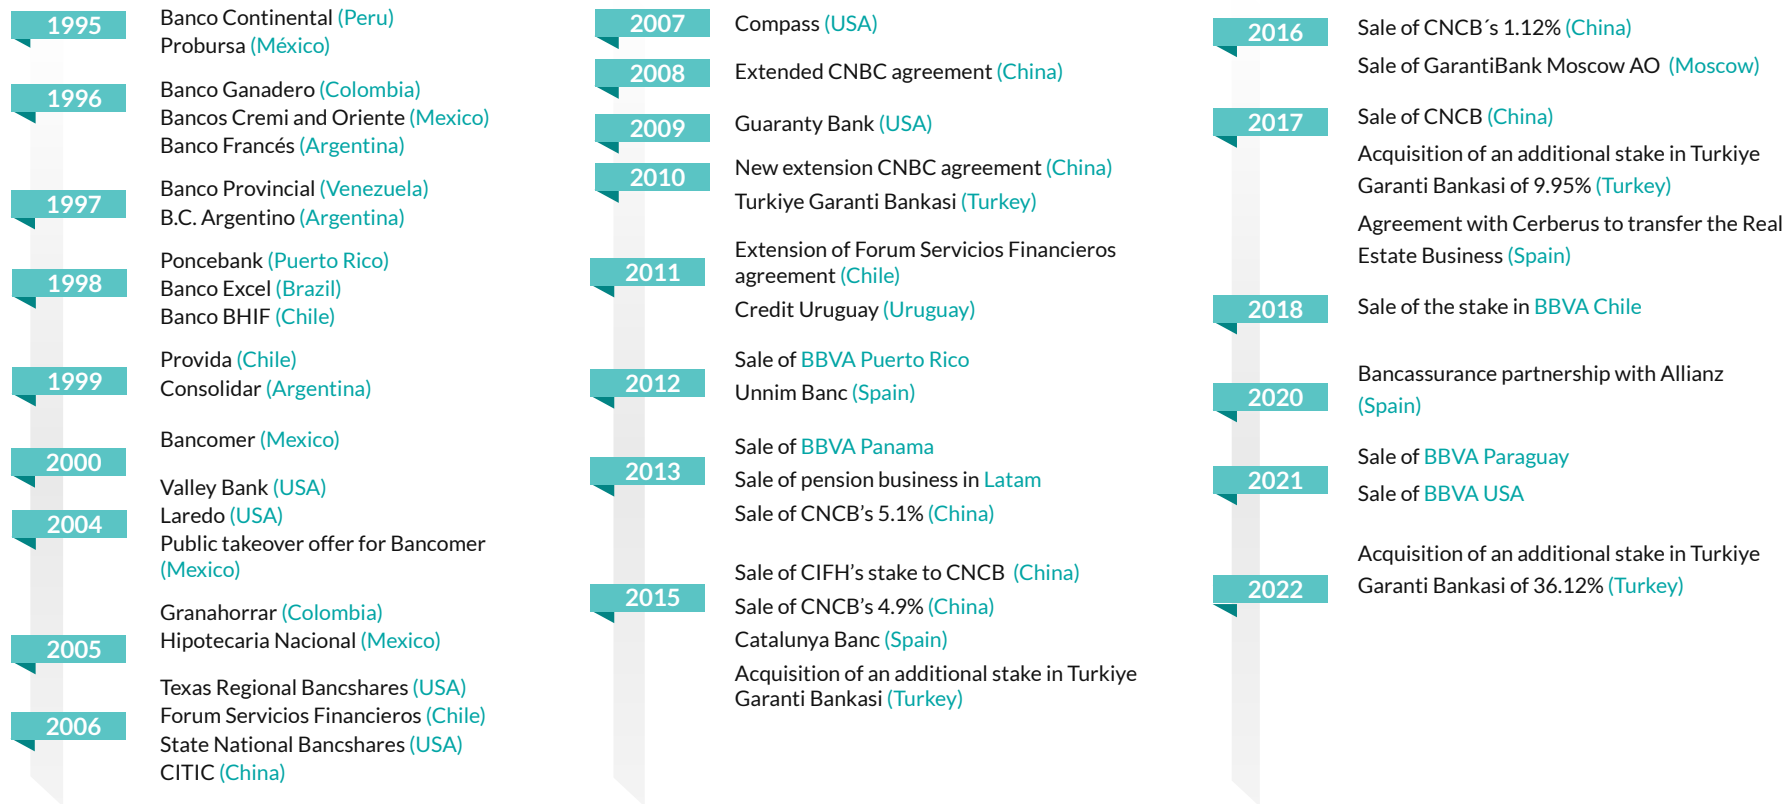 1995
Banco Continental (Peru)
Probursa (México)
1996
Banco Ganadero (Colombia)
Bancos Cremi and Oriente (Mexico)
Banco Francés (Argentina)
1997
Banco Provincial (Venezuela)
B.C. Argentino (Argentina)
1998
Poncebank (Puerto Rico)
Banco Excel (Brazil)
Banco BHIF (Chile)
1999
Provida (Chile)
Consolidar (Argentina)
2000
Bancomer (Mexico)
2004
Valley Bank (USA)
Laredo (USA)
Public takeover offer for Bancomer
(Mexico)
2005
Granahorrar (Colombia)
Hipotecaria Nacional (Mexico)
2006
Texas Regional Bancshares (USA)
Forum Servicios Financieros (Chile)
State National Bancshares (USA)
CITIC (China)
2007
Compass (USA)
2008
Extended CNBC agreement (China)
2009
Guaranty Bank (USA)
2010
New extension CNBC agreement (China)
Turkiye Garanti Bankasi (Turkey)
2011
Extension of Forum Servicios Financieros
agreement (Chile)
Credit Uruguay (Uruguay)
2012
Sale of BBVA Puerto Rico
Unnim Banc (Spain)
2013
Sale of BBVA Panama
Sale of pension business in Latam
Sale of CNCB’s 5.1% (China)
2015
Sale of CIFH’s stake to CNCB (China)
Sale of CNCB’s 4.9% (China)
Catalunya Banc (Spain)
Acquisition of an additional stake in Turkiye
Garanti Bankasi (Turkey)
2016
Sale of CNCB´s 1.12% (China)
Sale of GarantiBank Moscow AO (Moscow)
2017
Sale of CNCB (China)
Acquisition of an additional stake in Turkiye
Garanti Bankasi of 9.95% (Turkey)
Agreement with Cerberus to transfer the Real
Estate Business (Spain)
2018
Sale of the stake in BBVA Chile
2020
Bancassurance partnership with Allianz
(Spain)
2021
Sale of BBVA Paraguay
Sale of BBVA USA
2022
Acquisition of an additional stake in Turkiye
Garanti Bankasi of 36.12% (Turkey)